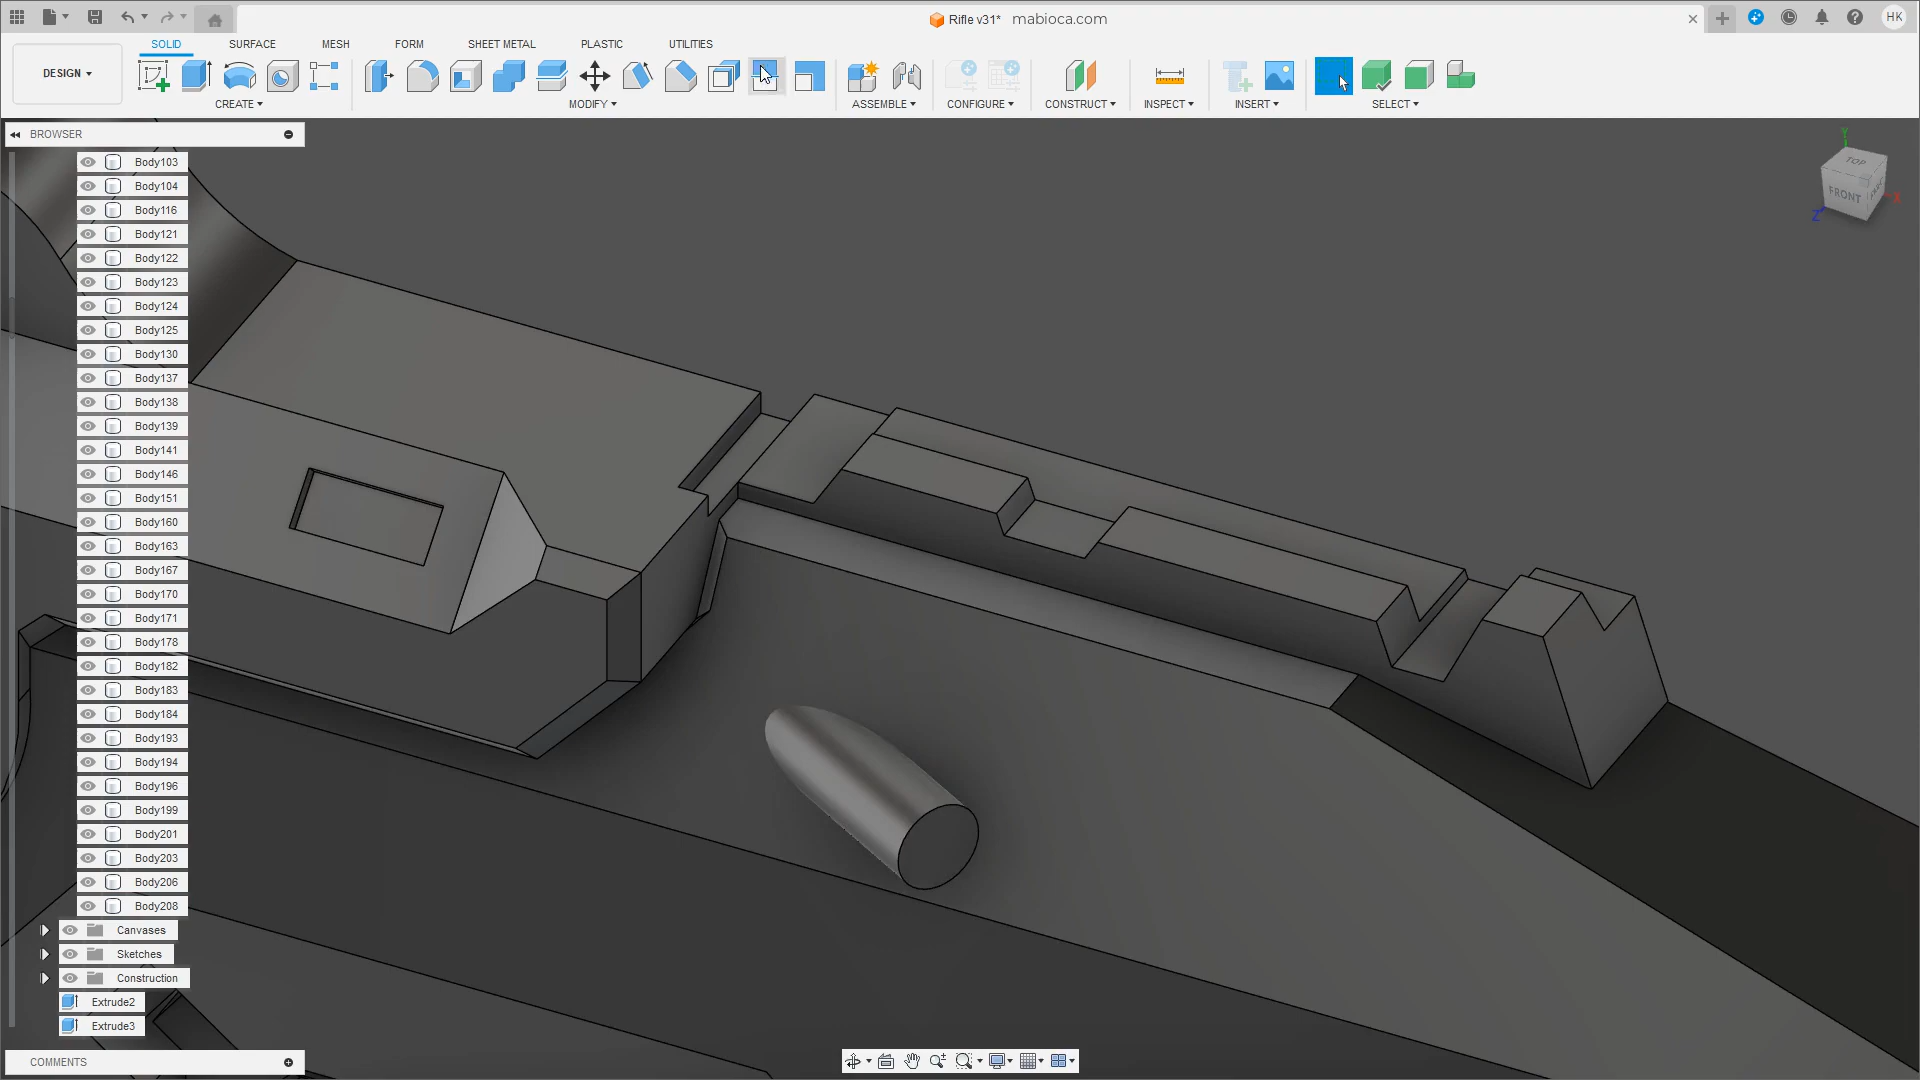 Rifle v31*
mabioca.com
HK
DESIGN
SOLID
SURFACE
MESH
FORM
SHEET METAL
PLASTIC
UTILITIES
CREATE
MODIFY
ASSEMBLE
CONFIGURE
CONSTRUCT
INSPECT
INSERT
SELECT
BROWSER
Body103
Body104
Body116
Body121
Body122
Body123
Body124
Body125
Body130
Body137
Body138
Body139
Body141
Body146
Body151
Body160
Body163
Body167
Body170
Body171
Body178
Body182
Body183
Body184
Body193
Body194
Body196
Body199
Body201
Body203
Body206
Body208
Canvases
Sketches
Construction
Extrude2
Extrude3
COMMENTS
Y
TOP
FRONT
X
Z